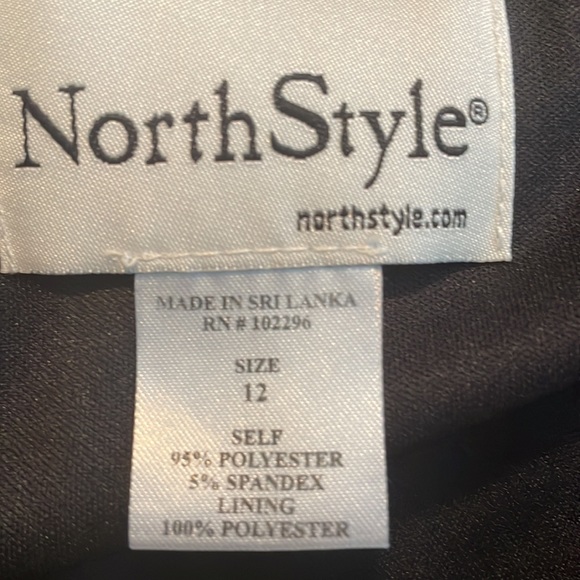 NorthStyle®
northstyle.com
MADE IN SRI LANKA
RN # 102296
SIZE
12
SELF
95% POLYESTER
5% SPANDEX
LINING
100% POLYESTER